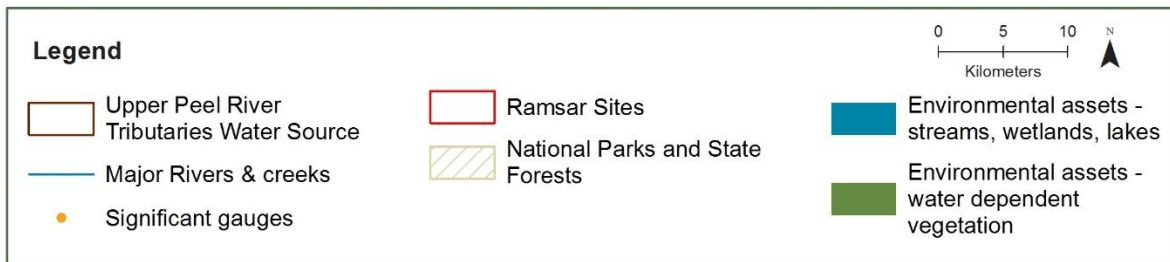 Legend
0 5 10
Kilometers
N
Upper Peel River
Tributaries Water Source
Major Rivers & creeks
Significant gauges
Ramsar Sites
National Parks and State
Forests
Environmental assets -
streams, wetlands, lakes
Environmental assets -
water dependent
vegetation